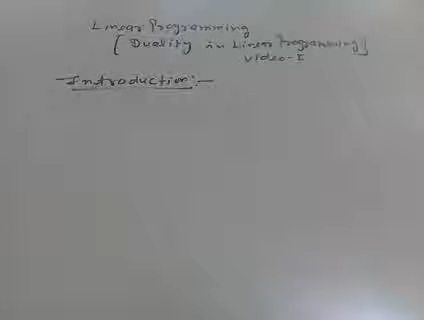 Linear Programming
[Duality in Linear Programming]
Video-I
Introduction:-